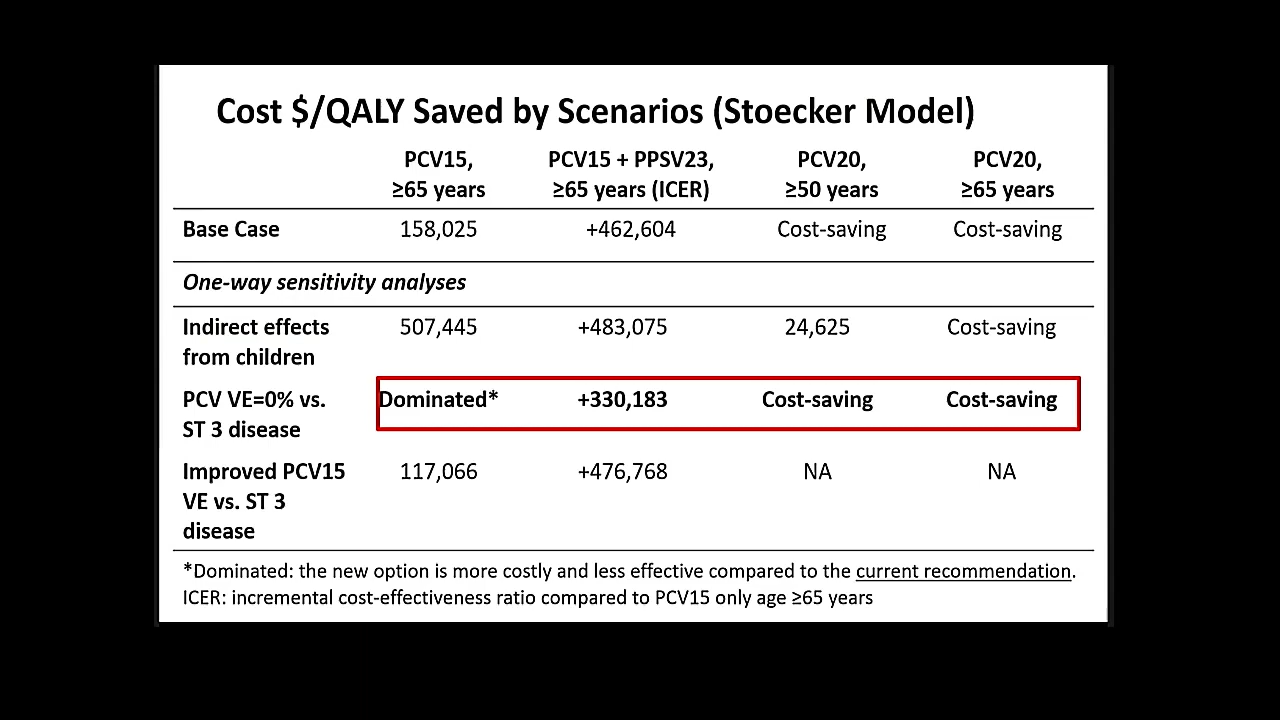 Cost $/QALY Saved by Scenarios (Stoecker Model)
PCV15, PCV15 + PPSV23, PCV20, PCV20,
≥65 years ≥65 years (ICER) ≥50 years ≥65 years
Base Case 158,025 +462,604 Cost-saving Cost-saving
One-way sensitivity analyses
Indirect effects 507,445 +483,075 24,625 Cost-saving
from children
PCV VE=0% vs. Dominated* +330,183 Cost-saving Cost-saving
ST 3 disease
Improved PCV15 117,066 +476,768 NA NA
VE vs. ST 3
disease
*Dominated: the new option is more costly and less effective compared to the current recommendation.
ICER: incremental cost-effectiveness ratio compared to PCV15 only age ≥65 years